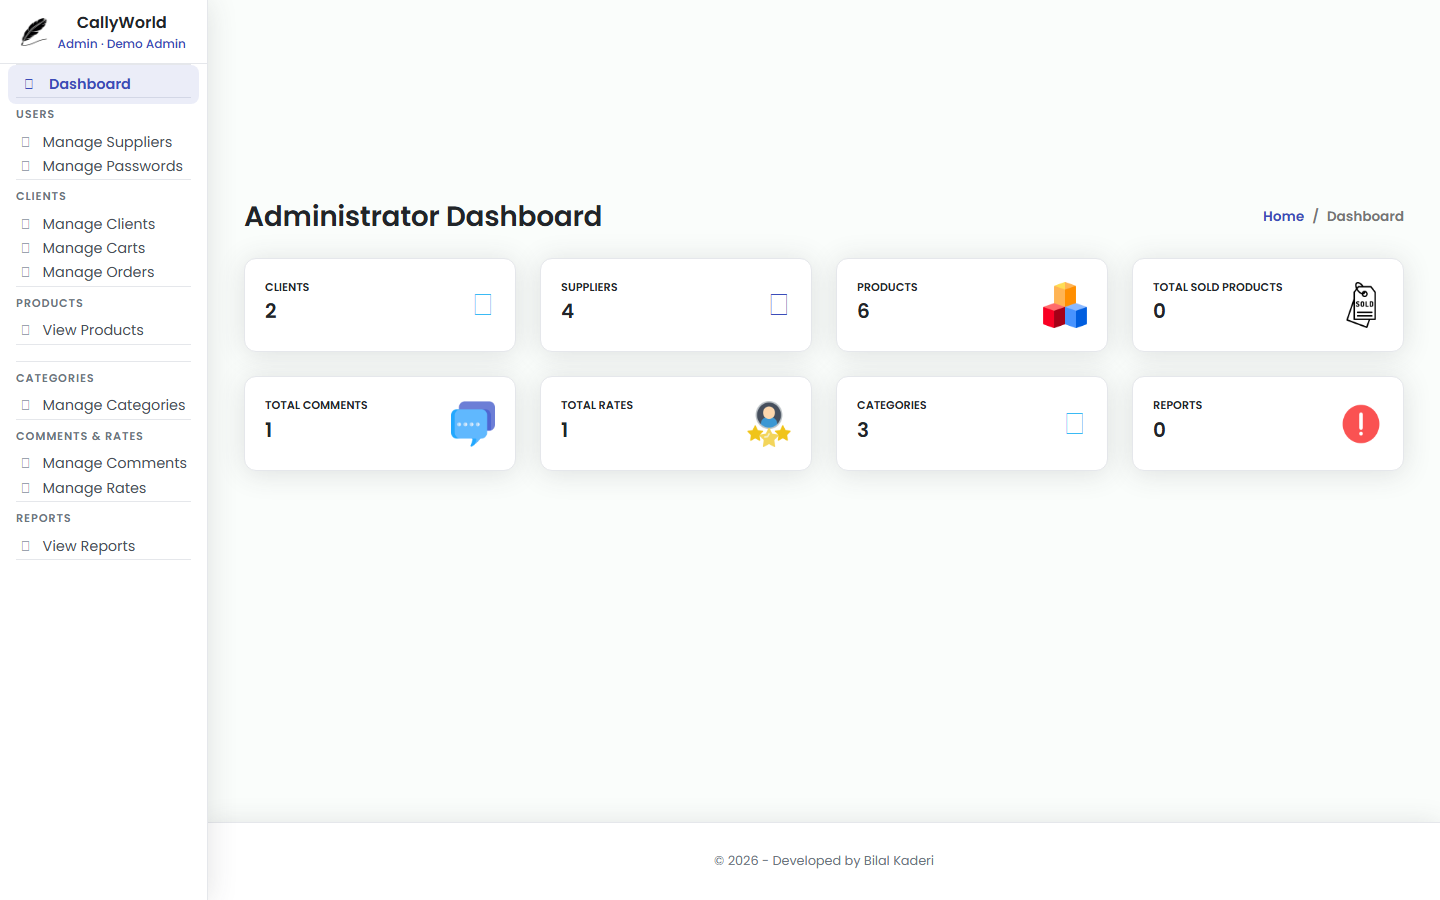 CallyWorld
Admin · Demo Admin
Dashboard
USERS
Manage Suppliers
Manage Passwords
CLIENTS
Manage Clients
Manage Carts
Manage Orders
PRODUCTS
View Products
CATEGORIES
Manage Categories
COMMENTS & RATES
Manage Comments
Manage Rates
REPORTS
View Reports
Administrator Dashboard
Home / Dashboard
CLIENTS
2
SUPPLIERS
4
PRODUCTS
6
TOTAL SOLD PRODUCTS
0
SOLD
TOTAL COMMENTS
1
TOTAL RATES
1
CATEGORIES
3
REPORTS
0
© 2026 - Developed by Bilal Kaderi